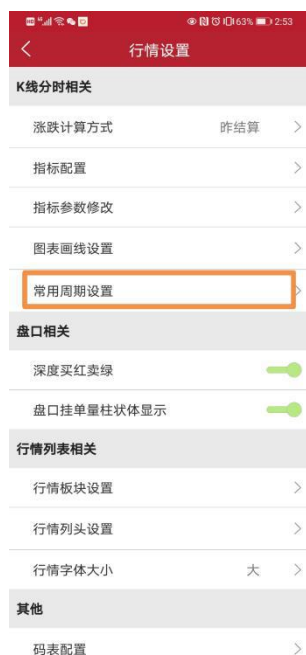 63% 2:53
行情设置
K线分时相关
涨跌计算方式 昨结算
指标配置
指标参数修改
图表画线设置
常用周期设置
盘口相关
深度买红卖绿
盘口挂单量柱状体显示
行情列表相关
行情板块设置
行情列头设置
行情字体大小 大
其他
码表配置